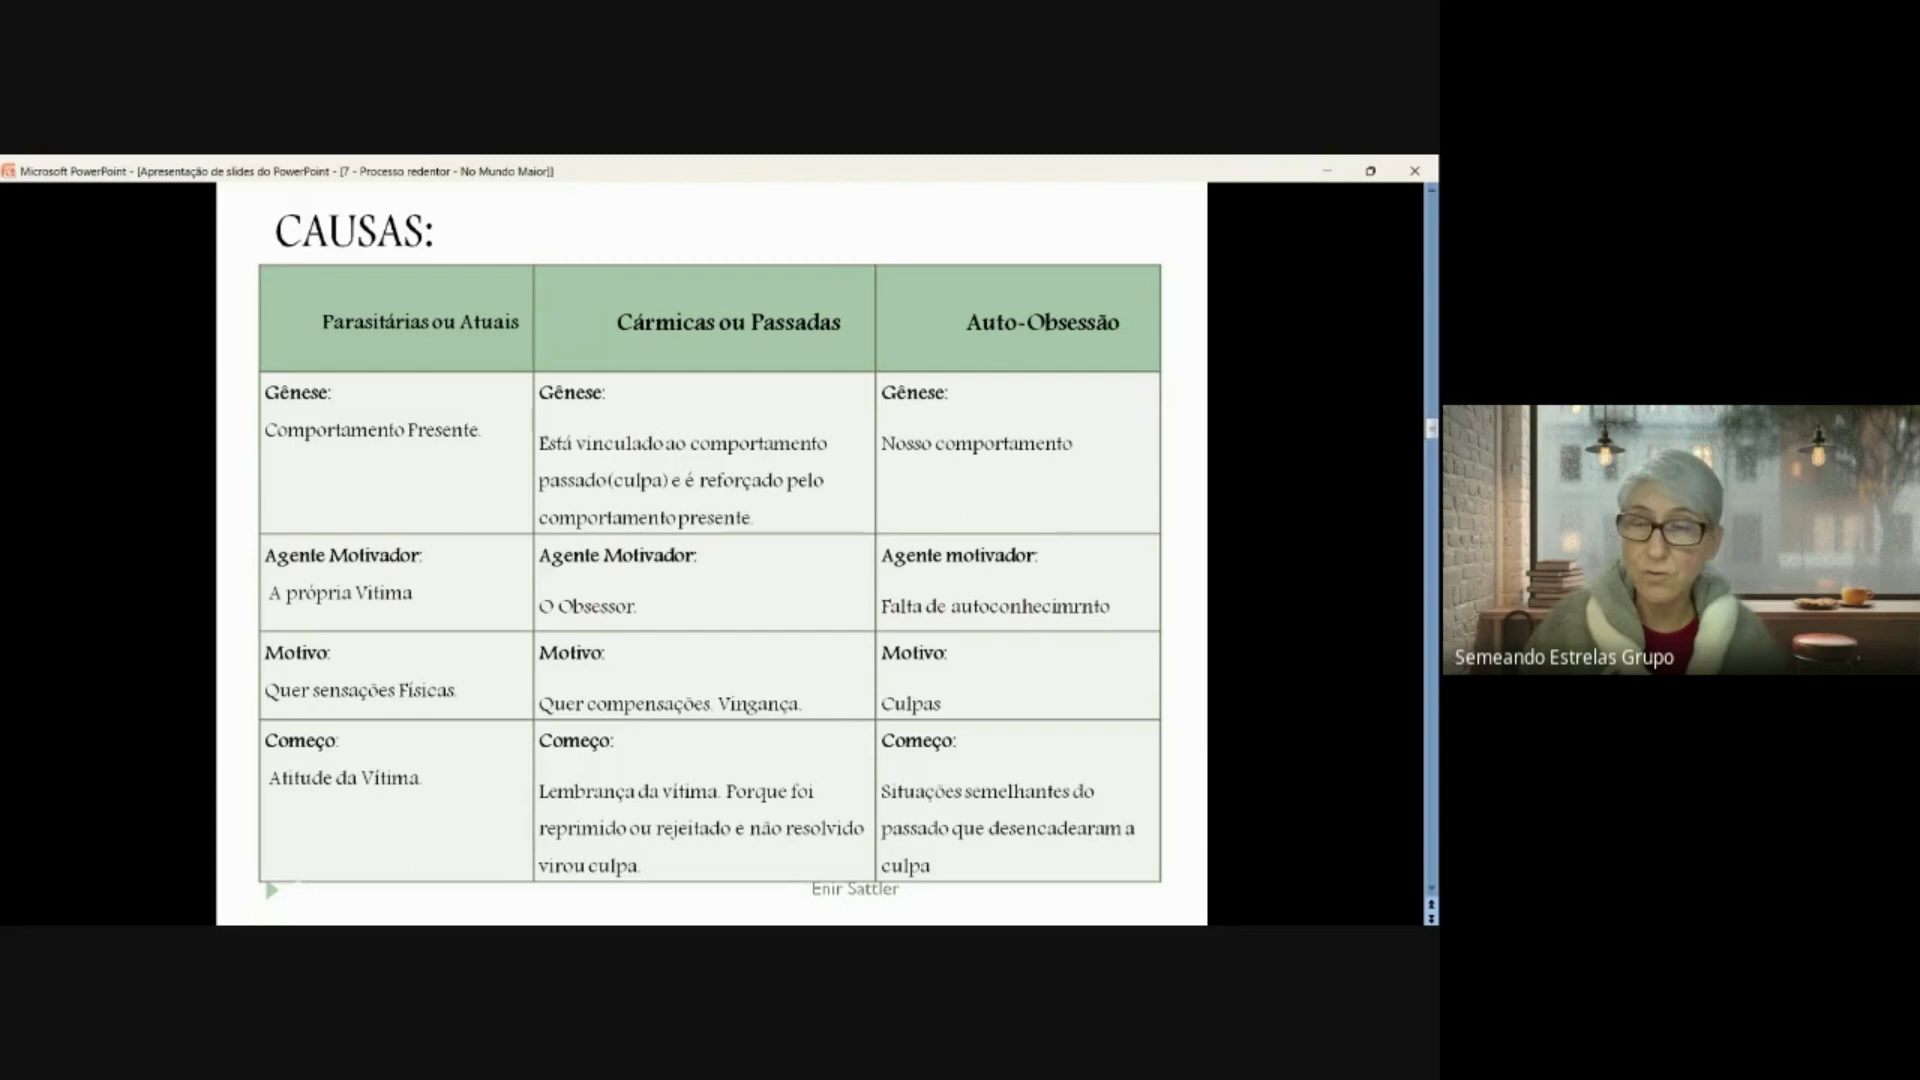 Microsoft PowerPoint - [Apresentação de slides do PowerPoint - [7 - Processo redentor - No Mundo Maior]]
CAUSAS:
Parasitárias ou Atuais
Cármicas ou Passadas
Auto-Obsessão
Gênese:
Comportamento Presente.
Gênese:
Está vinculado ao comportamento
passado(culpa) e é reforçado pelo
comportamento presente.
Gênese:
Nosso comportamento
Agente Motivador:
A própria Vitima
Agente Motivador:
O Obsessor.
Agente motivador:
Falta de autoconhecimrnto
Motivo:
Quer sensações Físicas.
Motivo:
Quer compensações. Vingança.
Motivo:
Culpas
Começo:
Atitude da Vítima.
Começo:
Lembrança da vítima. Porque foi
reprimido ou rejeitado e não resolvido
virou culpa.
Começo:
Situações semelhantes do
passado que desencadearam a
culpa
Enir Sattler
Semeando Estrelas Grupo